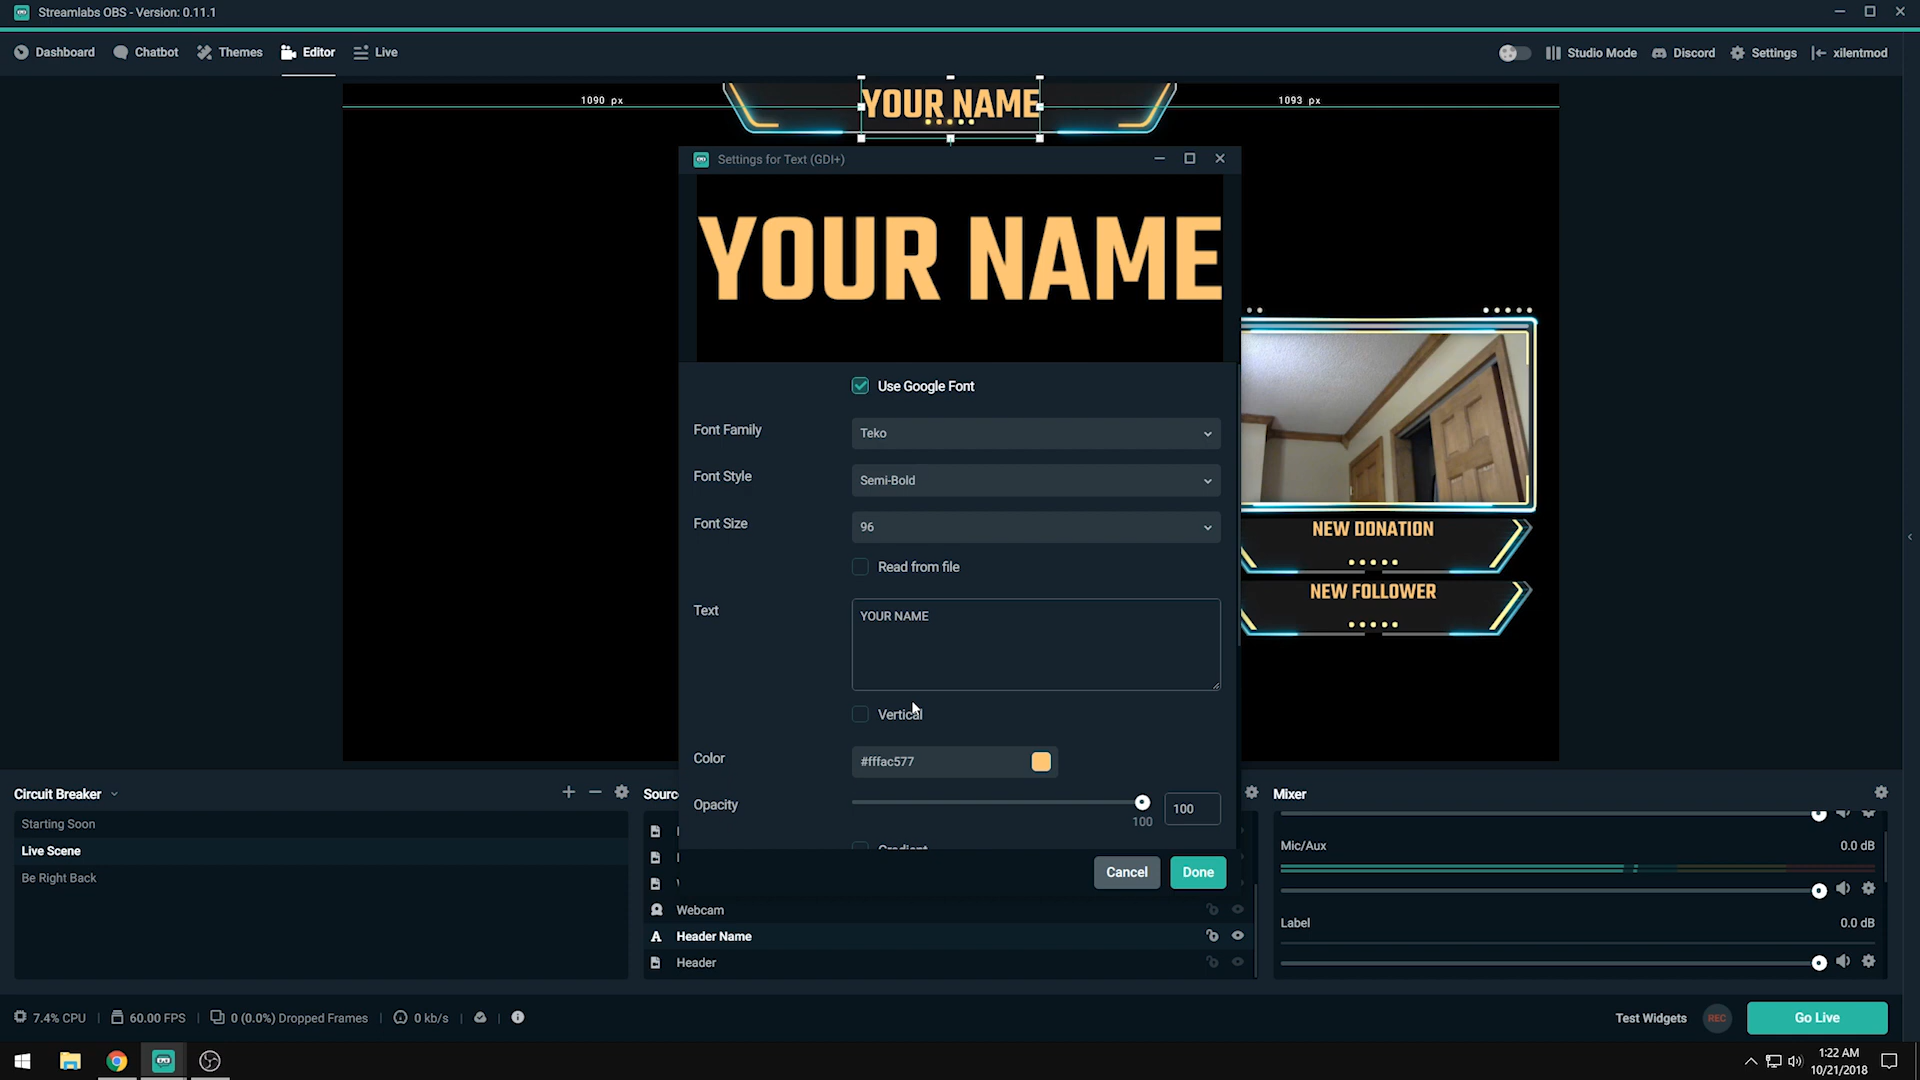 Streamlabs OBS - Version: 0.11.1
Dashboard
Chatbot
Themes
Editor
Live
Studio Mode
Discord
Settings
xilentmod
1090 px
YOUR NAME
1093 px
Settings for Text (GDI+)
YOUR NAME
Use Google Font
Font Family
Teko
Font Style
Semi-Bold
Font Size
96
Read from file
Text
YOUR NAME
Vertical
Color
#fffac577
Opacity
100
100
Cancel
Done
NEW DONATION
NEW FOLLOWER
Circuit Breaker
Starting Soon
Live Scene
Be Right Back
Webcam
Header Name
Header
Mixer
Mic/Aux
0.0 dB
Label
0.0 dB
7.4% CPU
60.00 FPS
0 (0.0%) Dropped Frames
0 kb/s
Test Widgets
REC
Go Live
1:22 AM
10/21/2018